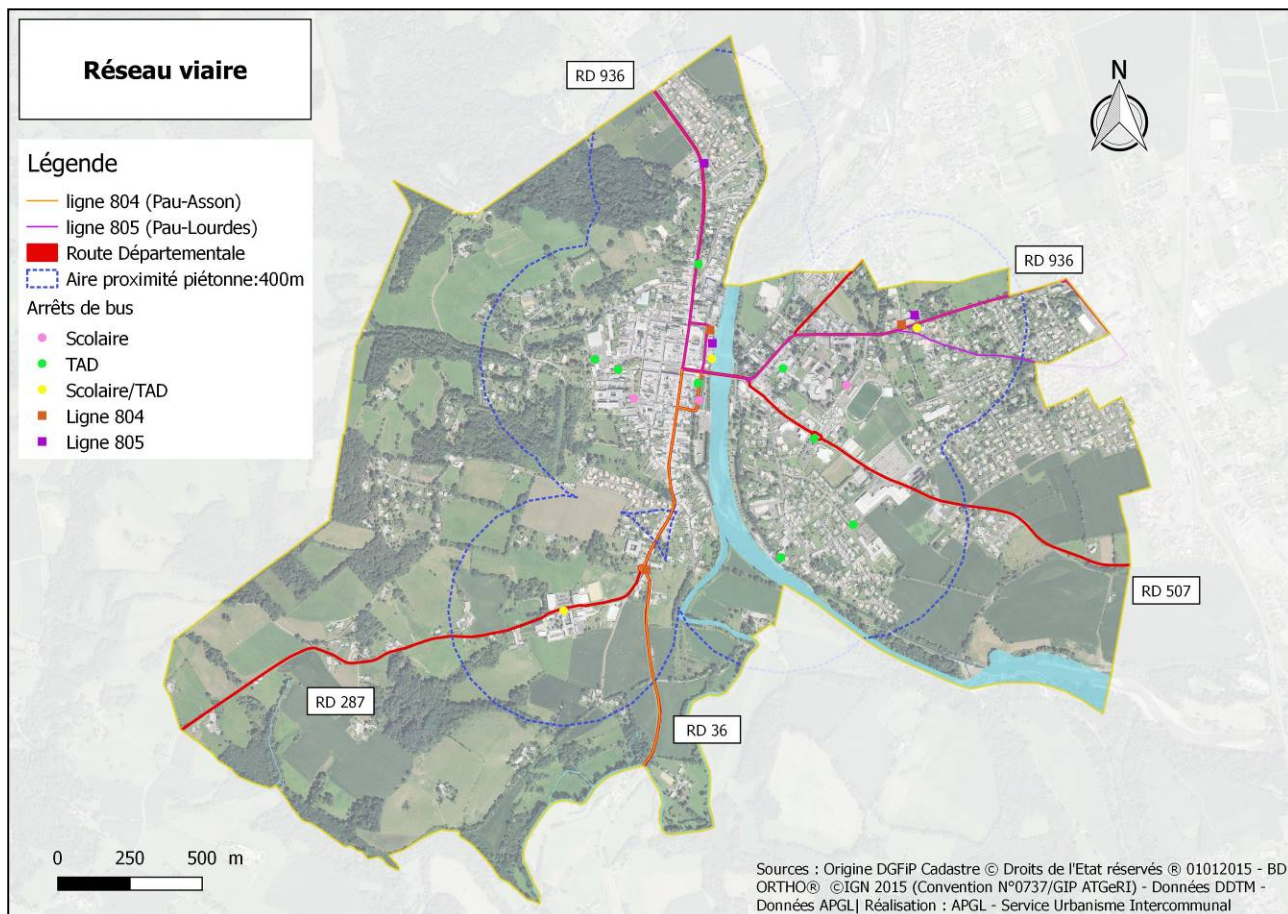 Réseau viaire
RD 936
N
Légende
ligne 804 (Pau-Asson)
ligne 805 (Pau-Lourdes)
Route Départementale
Aire proximité piétonne:400m
Arrêts de bus
Scolaire
TAD
Scolaire/TAD
Ligne 804
Ligne 805
RD 936
RD 507
RD 287
RD 36
0 250 500 m
Sources : Origine DGFiP Cadastre © Droits de l'Etat réservés ® 01012015 - BD
ORTHO® ©IGN 2015 (Convention N°0737/GIP ATGeRI) - Données DDTM -
Données APGL| Réalisation : APGL - Service Urbanisme Intercommunal